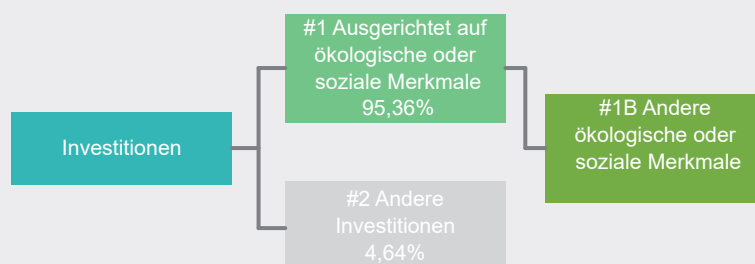 #1 Ausgerichtet auf
ökologische oder
soziale Merkmale
95,36%
Investitionen
#1B Andere
ökologische oder
soziale Merkmale
#2 Andere
Investitionen
4,64%